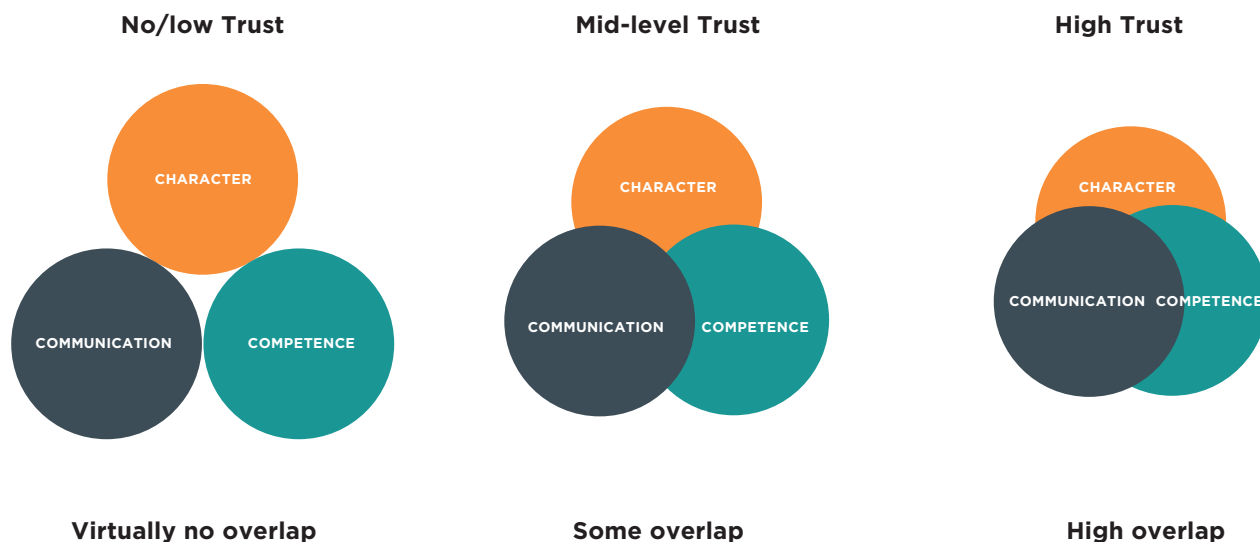 No/low Trust
CHARACTER
COMMUNICATION
COMPETENCE
Virtually no overlap
Mid-level Trust
CHARACTER
COMMUNICATION
COMPETENCE
Some overlap
High Trust
CHARACTER
COMMUNICATION
COMPETENCE
High overlap